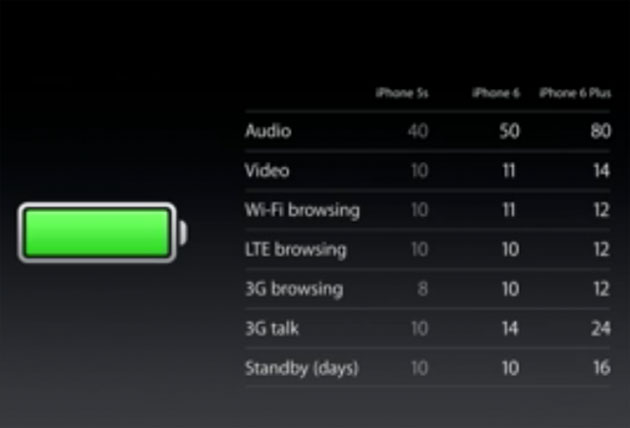 iPhone 5s iPhone 6 iPhone 6 Plus
Audio 40 50 80
Video 10 11 14
Wi-Fi browsing 10 11 12
LTE browsing 10 10 12
3G browsing 8 10 12
3G talk 10 14 24
Standby (days) 10 10 16